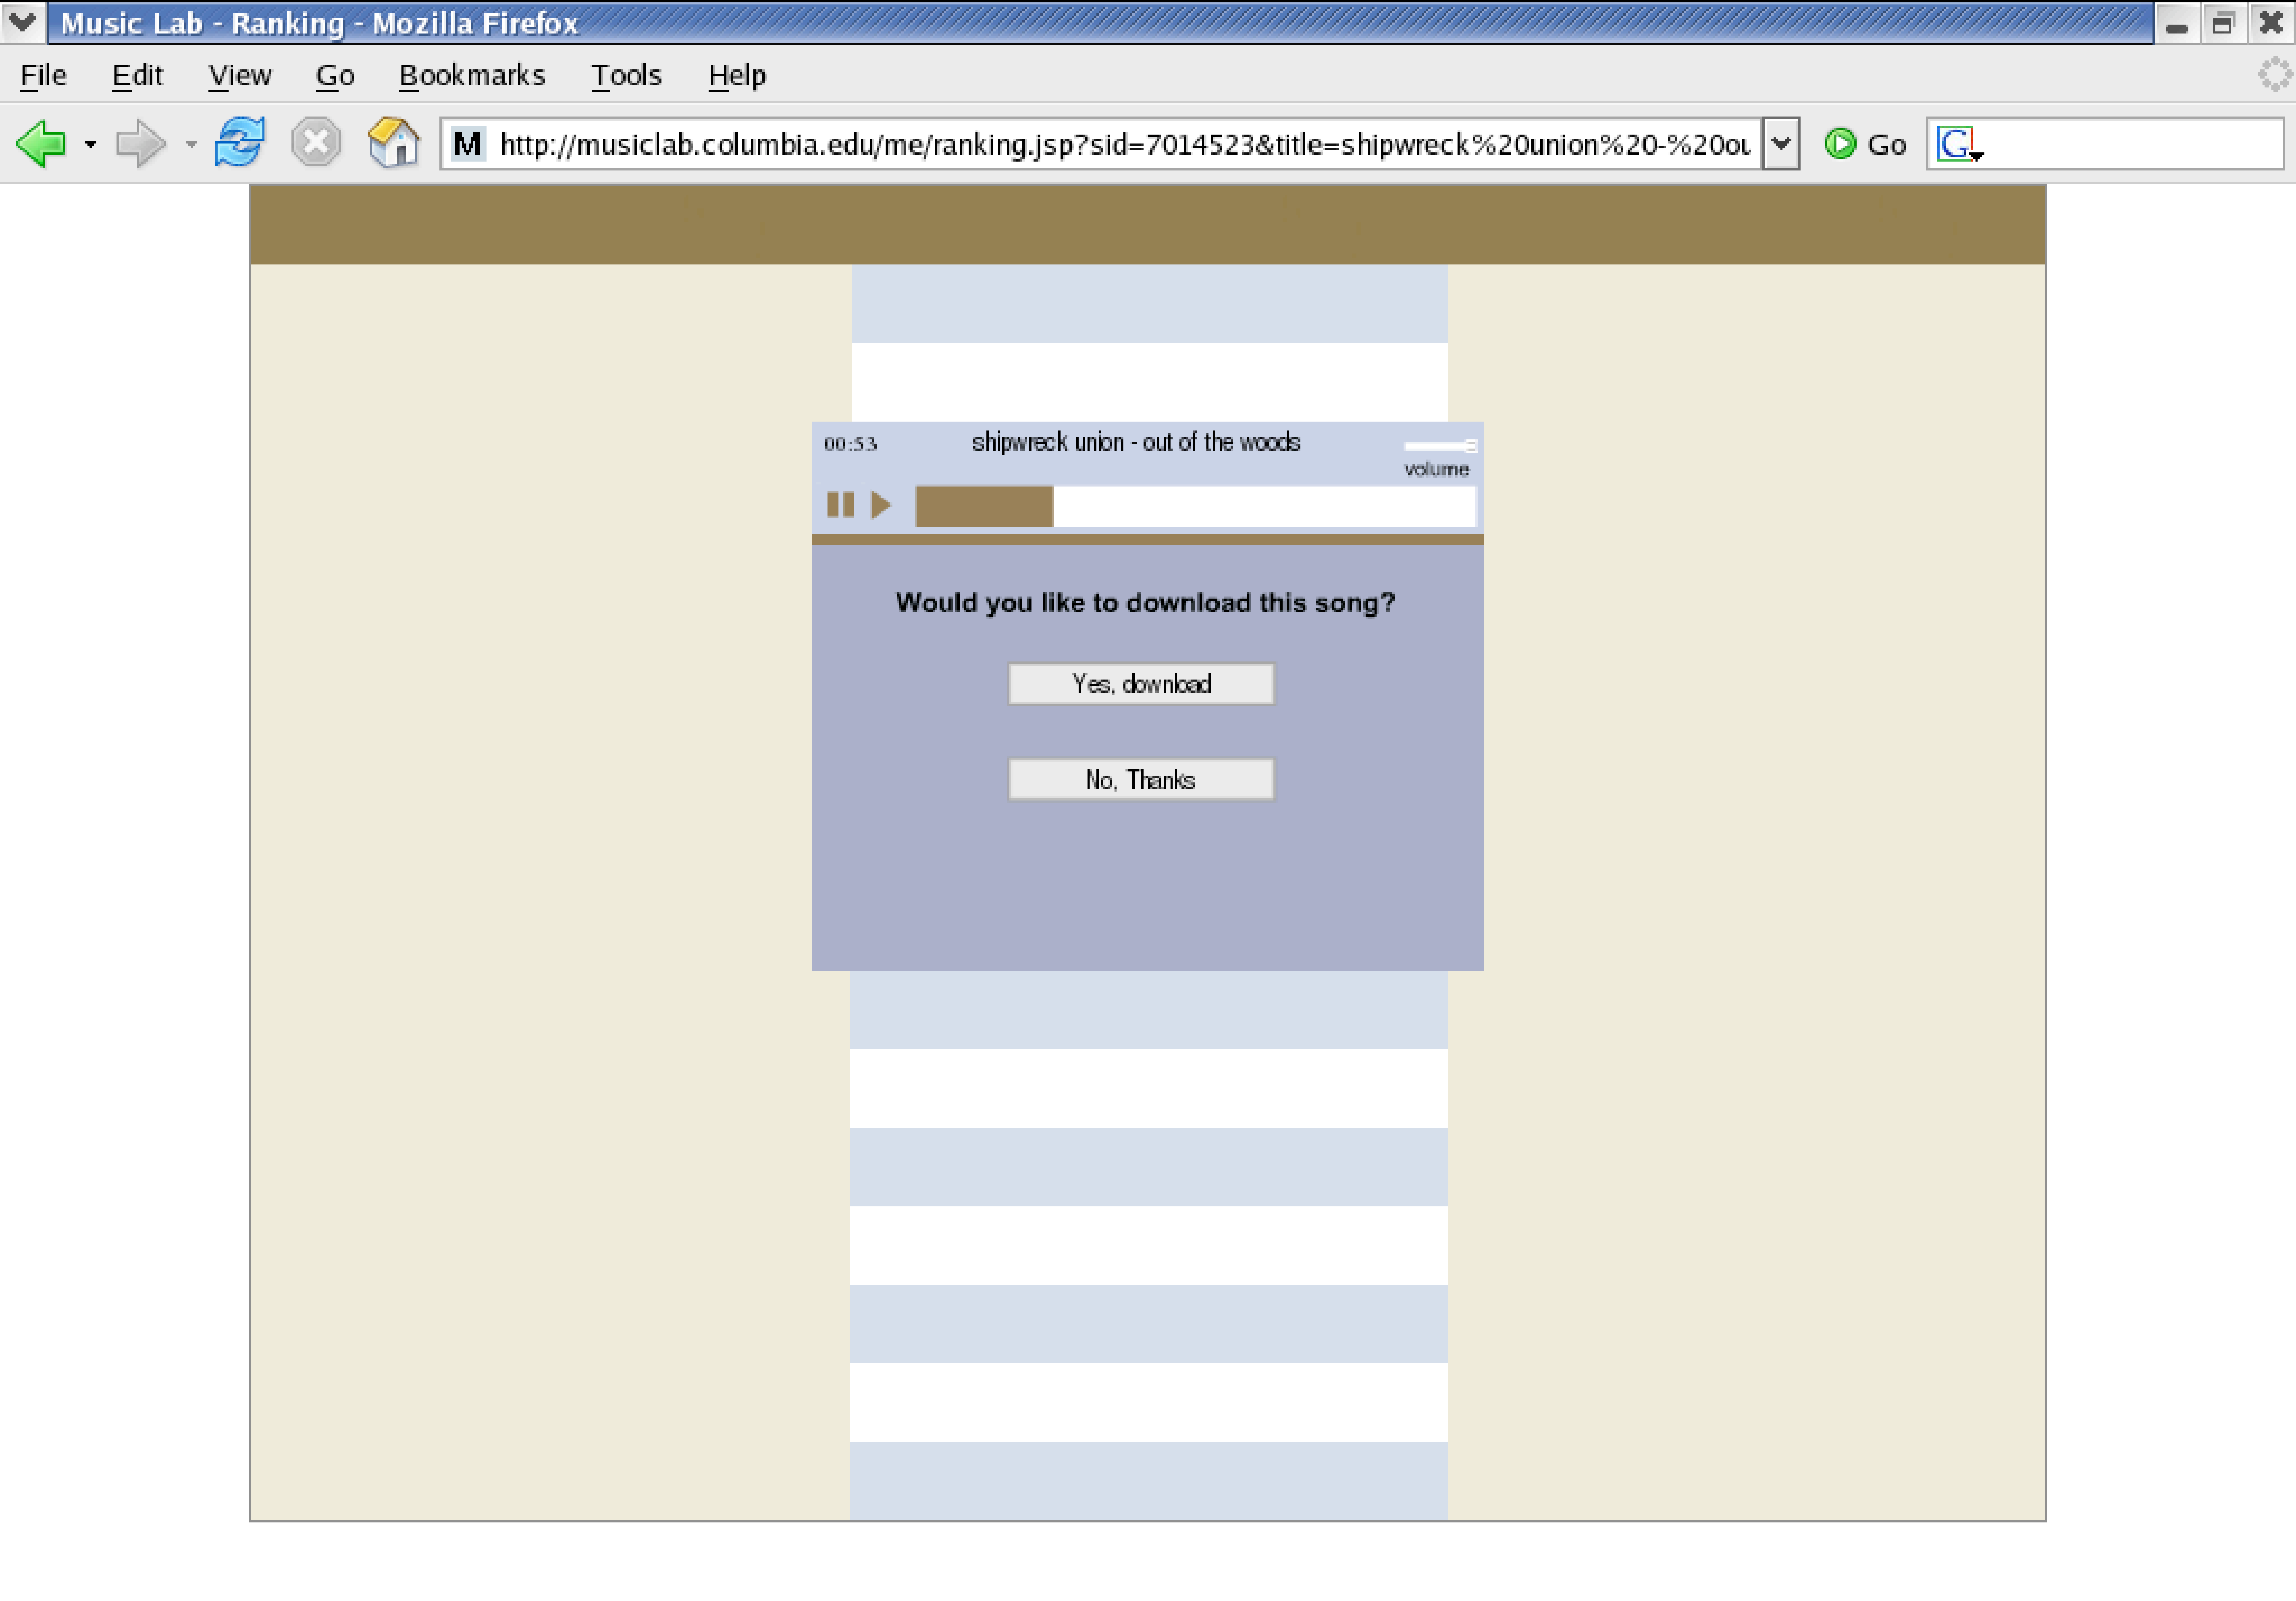 Music Lab - Ranking - Mozilla Firefox
File Edit View Go Bookmarks Tools Help
M http://musiclab.columbia.edu/me/ranking.jsp?sid=7014523&title=shipwreck%20union%20-%20ou Go G
00:53 shipwreck union - out of the woods
volume
Would you like to download this song?
Yes, download
No, Thanks